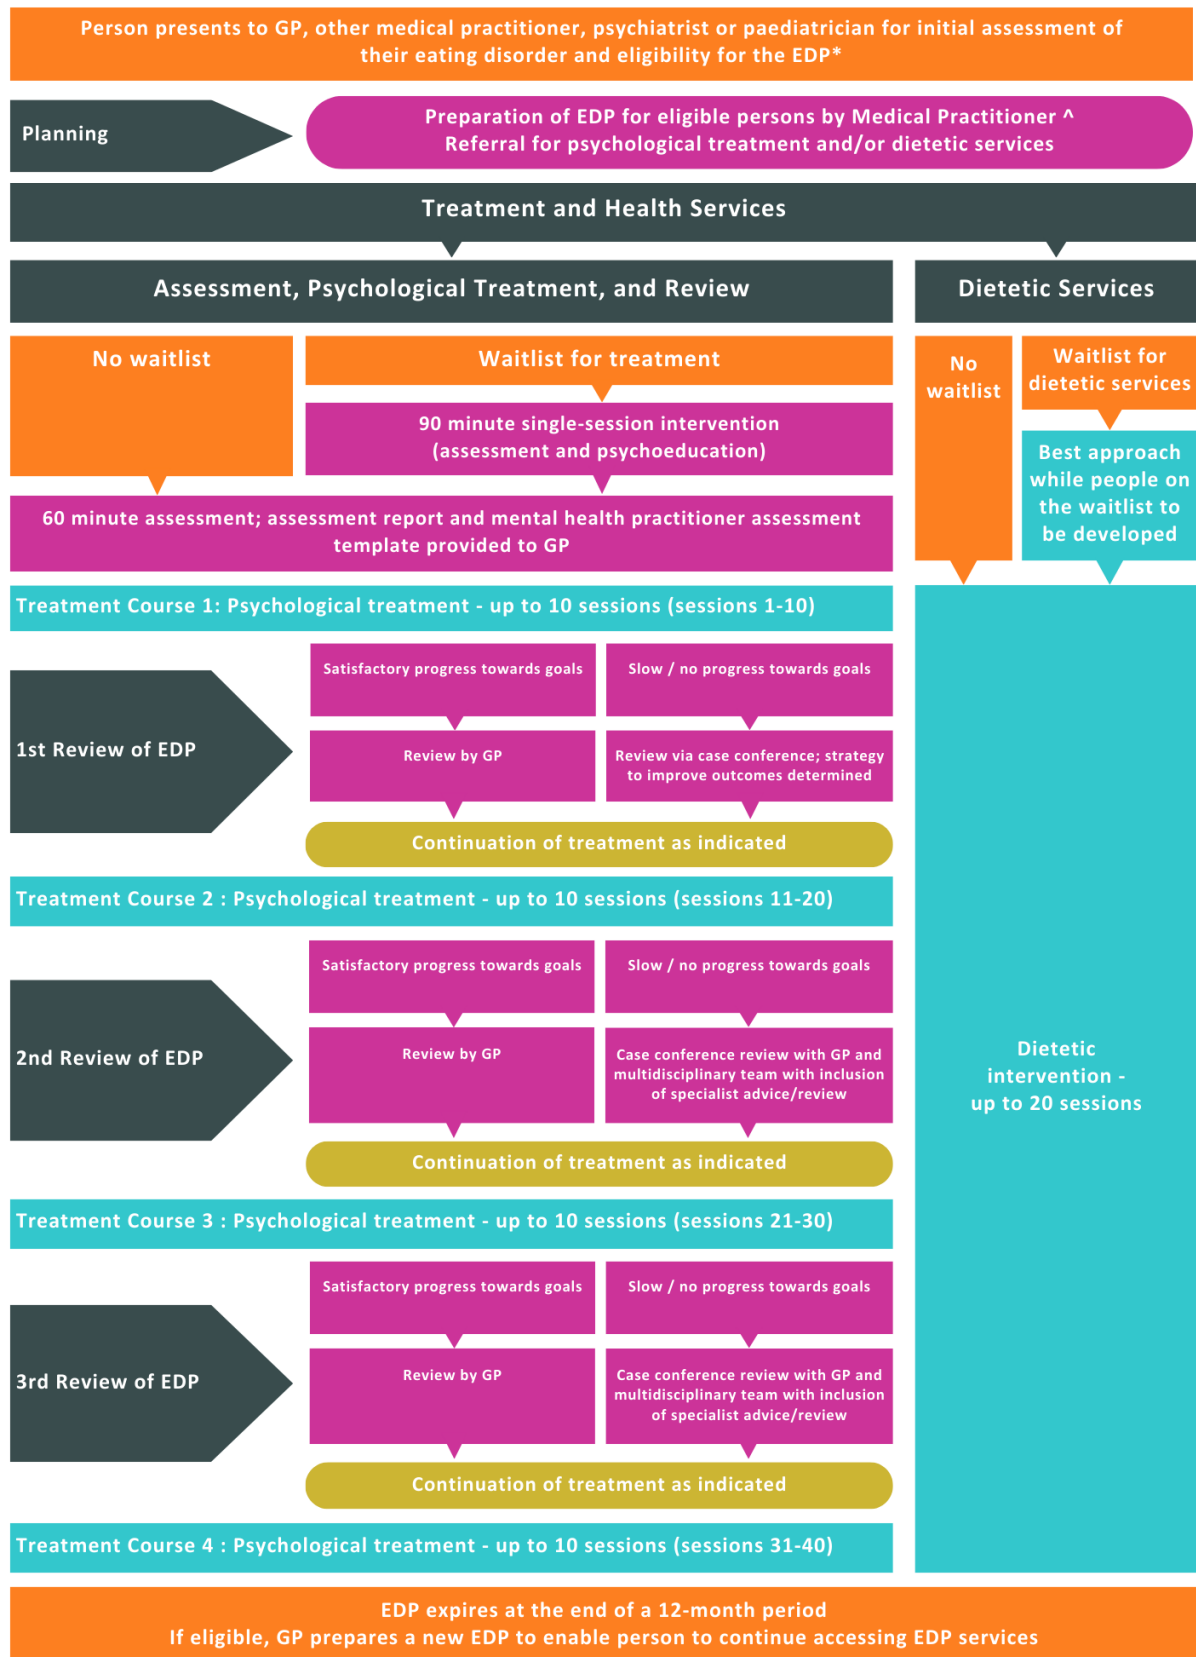 Person presents to GP, other medical practitioner, psychiatrist or paediatrician for initial assessment of
their eating disorder and eligibility for the EDP*
Planning
Preparation of EDP for eligible persons by Medical Practitioner ^
Referral for psychological treatment and/or dietetic services
Treatment and Health Services
Assessment, Psychological Treatment, and Review
No waitlist
Waitlist for treatment
90 minute single-session intervention
(assessment and psychoeducation)
60 minute assessment; assessment report and mental health practitioner assessment
template provided to GP
Treatment Course 1: Psychological treatment - up to 10 sessions (sessions 1-10)
1st Review of EDP
Satisfactory progress towards goals
Review by GP
Slow / no progress towards goals
Review via case conference; strategy
to improve outcomes determined
Continuation of treatment as indicated
Treatment Course 2 : Psychological treatment - up to 10 sessions (sessions 11-20)
2nd Review of EDP
Satisfactory progress towards goals
Review by GP
Slow / no progress towards goals
Case conference review with GP and
multidisciplinary team with inclusion
of specialist advice/review
Continuation of treatment as indicated
Treatment Course 3 : Psychological treatment - up to 10 sessions (sessions 21-30)
3rd Review of EDP
Satisfactory progress towards goals
Review by GP
Slow / no progress towards goals
Case conference review with GP and
multidisciplinary team with inclusion
of specialist advice/review
Continuation of treatment as indicated
Treatment Course 4 : Psychological treatment - up to 10 sessions (sessions 31-40)
Dietetic Services
No
waitlist
Waitlist for
dietetic services
Best approach
while people on
the waitlist to
be developed
Dietetic
intervention -
up to 20 sessions
EDP expires at the end of a 12-month period
If eligible, GP prepares a new EDP to enable person to continue accessing EDP services